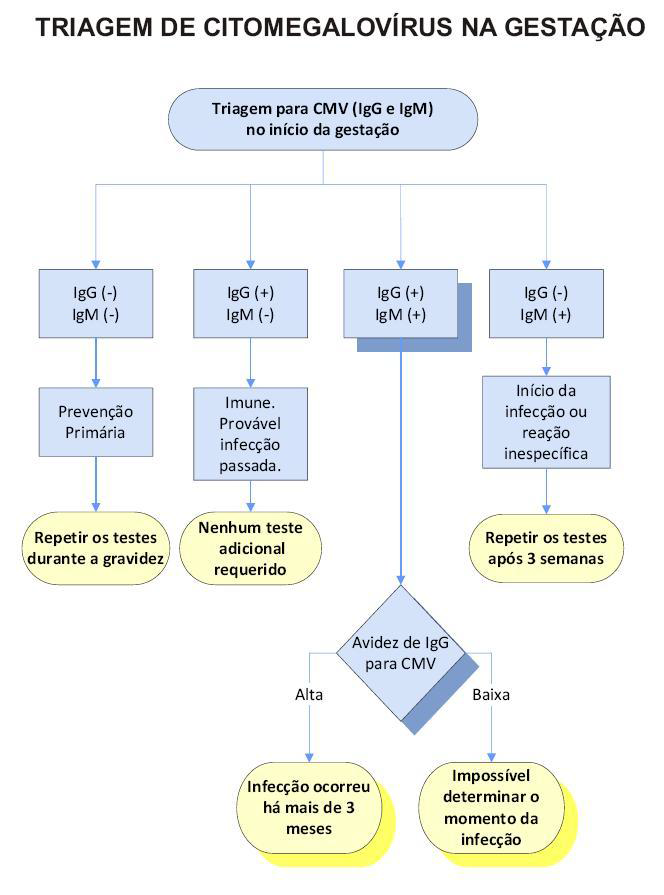 TRIAGEM DE CITOMEGALOVÍRUS NA GESTAÇÃO
Triagem para CMV (IgG e IgM)
no início da gestação
IgG (-)
IgM (-)
IgG (+)
IgM (-)
IgG (+)
IgM (+)
IgG (-)
IgM (+)
Prevenção
Primária
Imune.
Provável
infecção
passada.
Início da
infecção ou
reação
inespecífica
Repetir os testes
durante a gravidez
Nenhum teste
adicional
requerido
Repetir os testes
após 3 semanas
Avidez de IgG
para CMV
Alta
Baixa
Infecção ocorreu
há mais de 3
meses
Impossível
determinar o
momento da
infecção